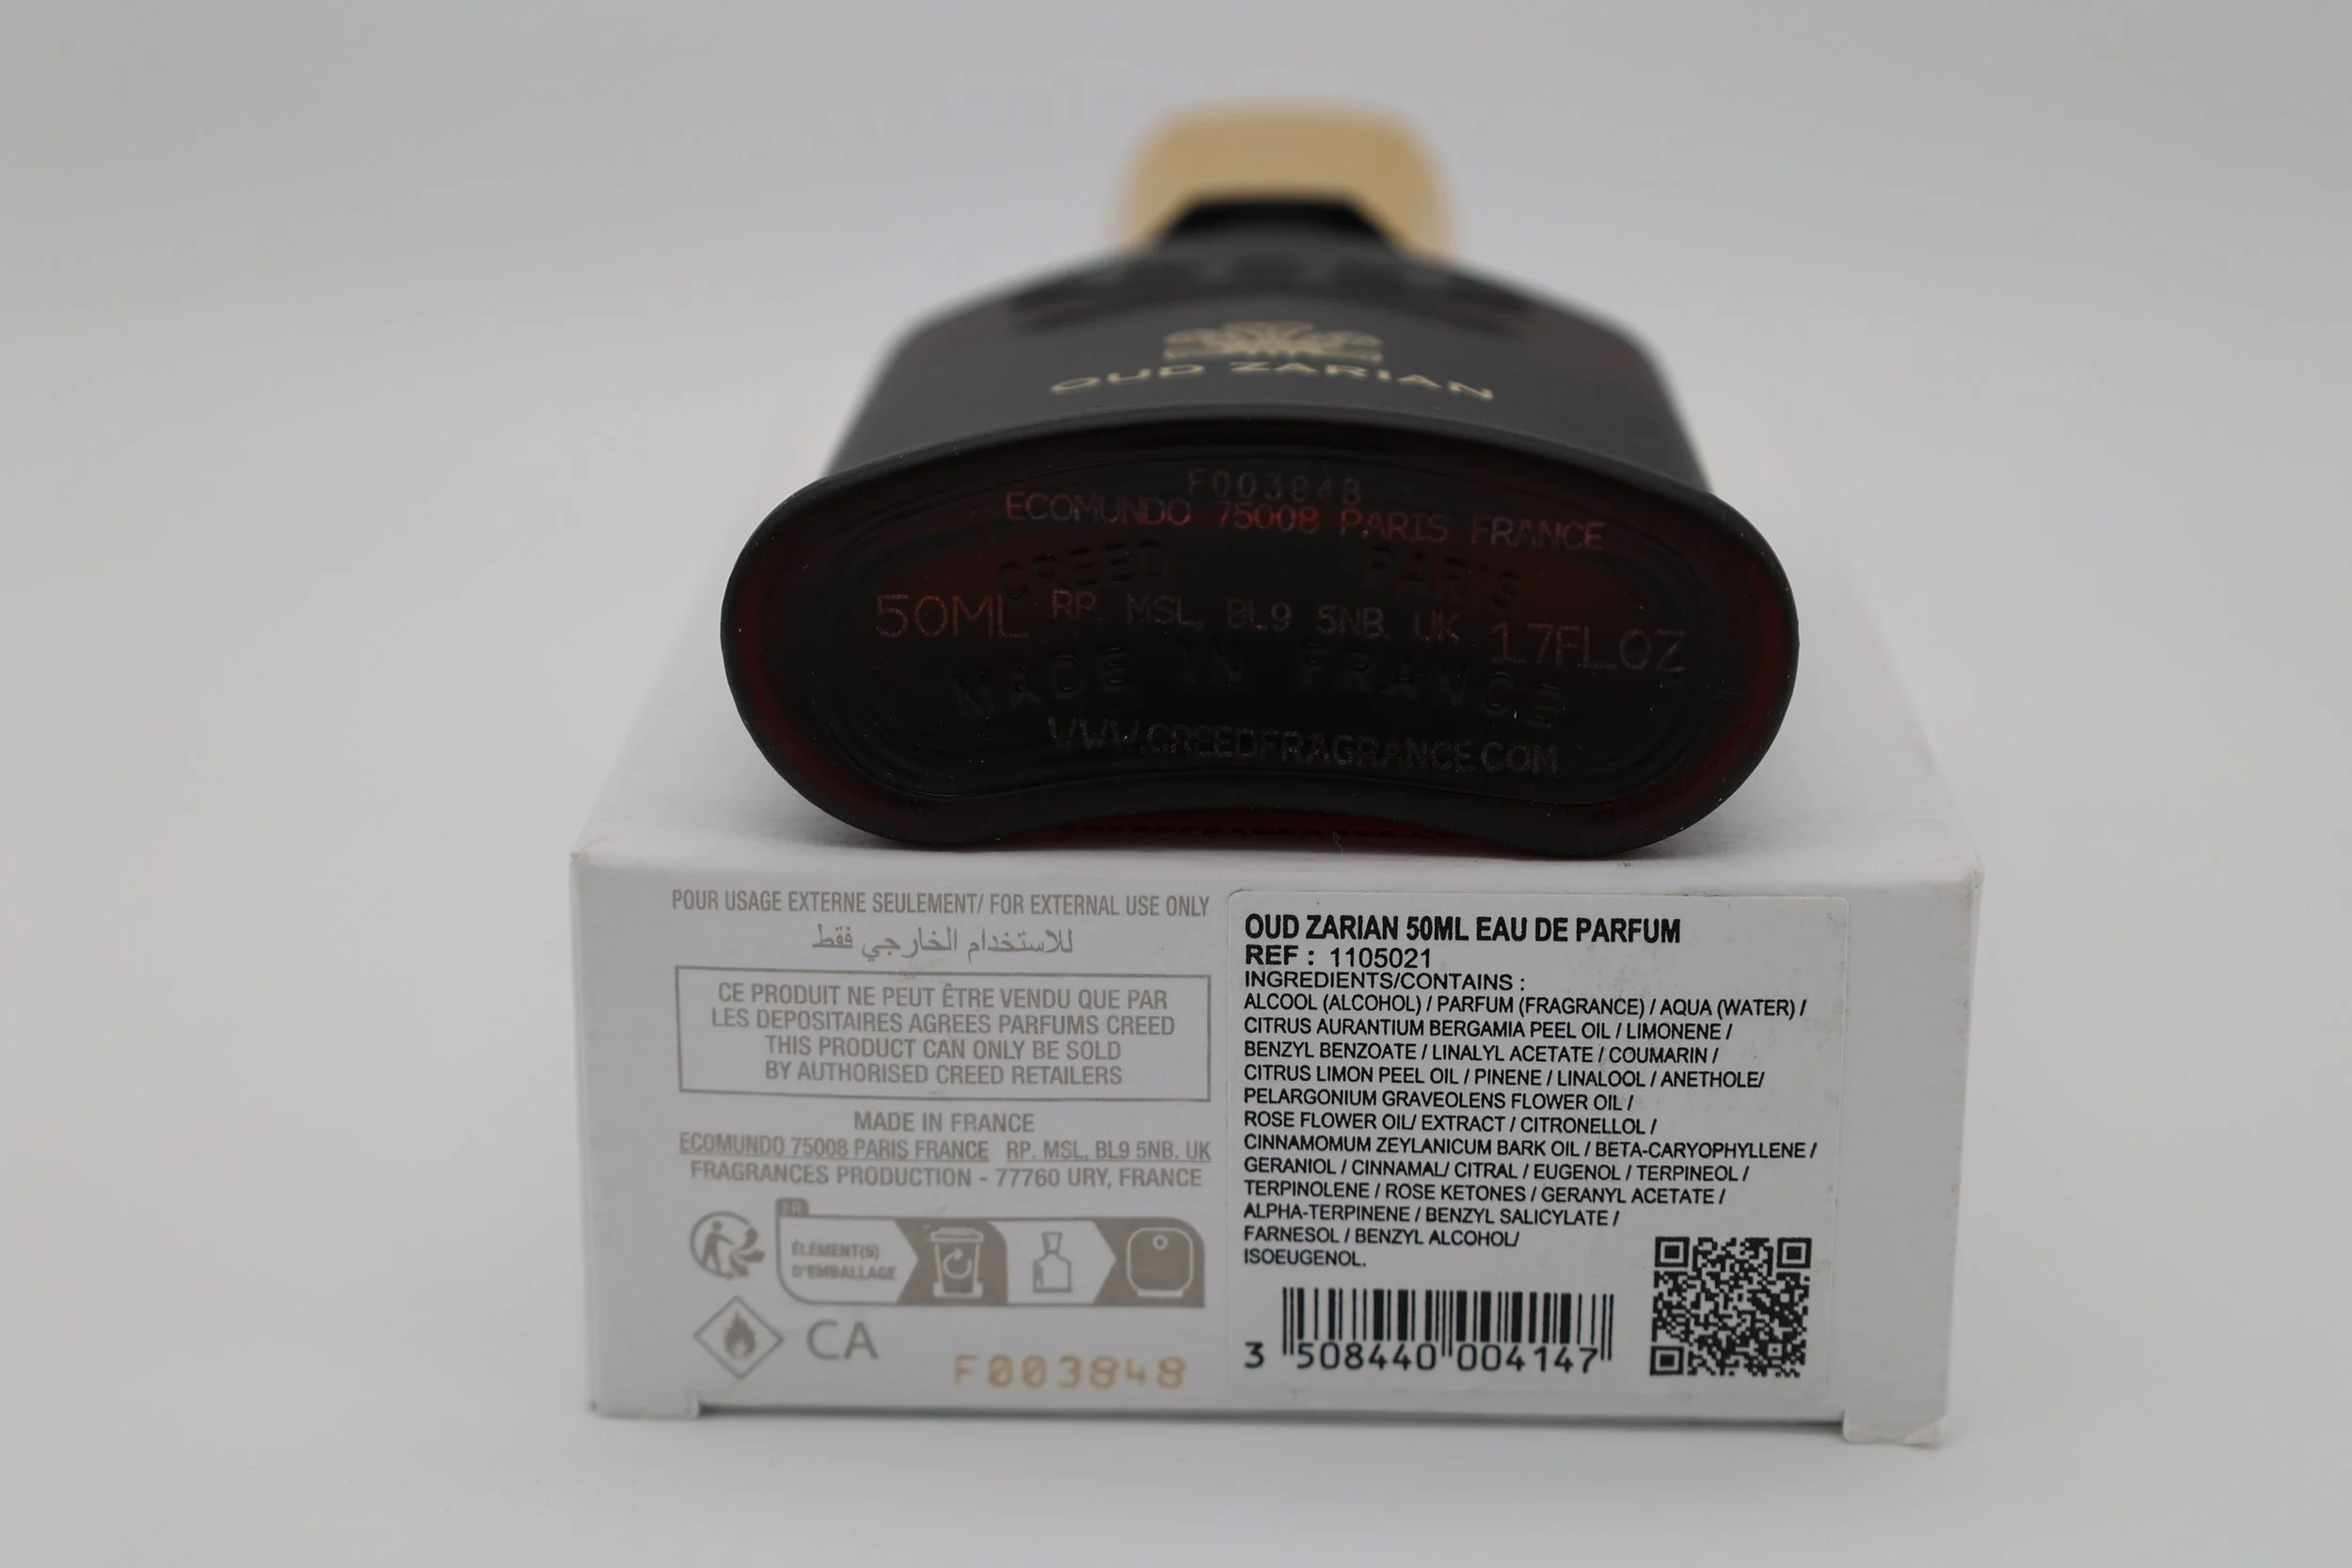 OUD ZARIAN
F003848
ECOMUNDO 75008 PARIS FRANCE
CREED PARIS
50ML RP. MSL, BL9 5NB. UK 1.7FL.OZ
MADE IN FRANCE
WWW.CREEDFRAGRANCE.COM
POUR USAGE EXTERNE SEULEMENT/ FOR EXTERNAL USE ONLY
للاستخدام الخارجي فقط
CE PRODUIT NE PEUT ÊTRE VENDU QUE PAR
LES DEPOSITAIRES AGREES PARFUMS CREED
THIS PRODUCT CAN ONLY BE SOLD
BY AUTHORISED CREED RETAILERS
MADE IN FRANCE
ECOMUNDO 75008 PARIS FRANCE RP. MSL, BL9 5NB. UK
FRAGRANCES PRODUCTION - 77760 URY, FRANCE
FR
ÉLÉMENT(S)
D'EMBALLAGE
CA
F003848
OUD ZARIAN 50ML EAU DE PARFUM
REF : 1105021
INGREDIENTS/CONTAINS :
ALCOOL (ALCOHOL) / PARFUM (FRAGRANCE) / AQUA (WATER) /
CITRUS AURANTIUM BERGAMIA PEEL OIL / LIMONENE /
BENZYL BENZOATE / LINALYL ACETATE / COUMARIN /
CITRUS LIMON PEEL OIL / PINENE / LINALOOL / ANETHOLE/
PELARGONIUM GRAVEOLENS FLOWER OIL /
ROSE FLOWER OIL/ EXTRACT / CITRONELLOL /
CINNAMOMUM ZEYLANICUM BARK OIL / BETA-CARYOPHYLLENE /
GERANIOL / CINNAMAL/ CITRAL / EUGENOL / TERPINEOL /
TERPINOLENE / ROSE KETONES / GERANYL ACETATE /
ALPHA-TERPINENE / BENZYL SALICYLATE /
FARNESOL / BENZYL ALCOHOL/
ISOEUGENOL.
3 508440 004147